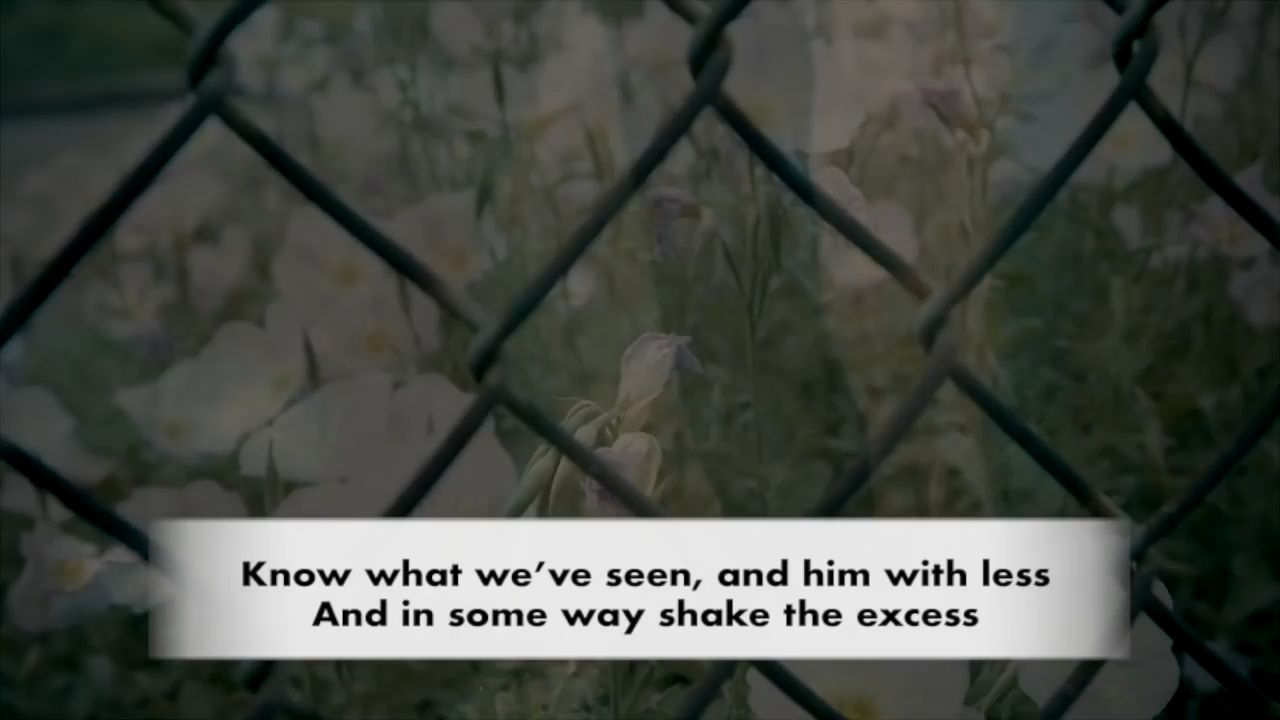 Know what we've seen, and him with less
And in some way shake the excess